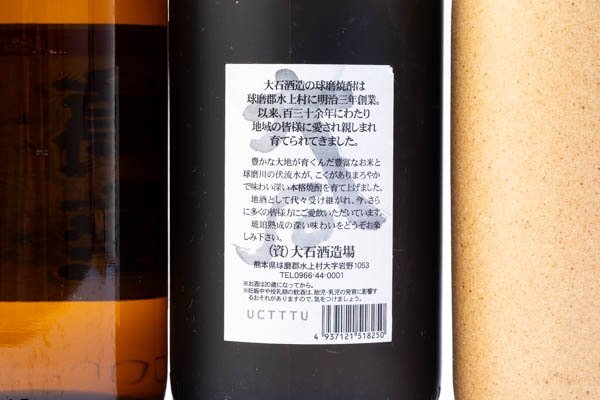 大石酒造の球磨焼酎は
球磨郡水上村に明治三年創業。
以来、百三十余年にわたり
地域の皆様に愛され親しまれ
育てられてきました。
豊かな大地が育くんだ豊富なお米と
球磨川の伏流水が、こくがありまろやか
で味わい深い本格焼酎を育て上げました。
地酒として代々受け継がれ、今、さら
に多くの皆様方にご愛飲いただいています。
琥珀熟成の深い味わいをどうぞお楽
しみ下さい。
(資)大石酒造場
熊本県球磨郡水上村大字岩野1053
TEL0966-44-0001
※お酒は20歳になってから。
※妊娠中や授乳期の飲酒は、胎児・乳児の発育に影響す
るおそれがありますので、気をつけましょう。
UCTTTU
4 937121 518250